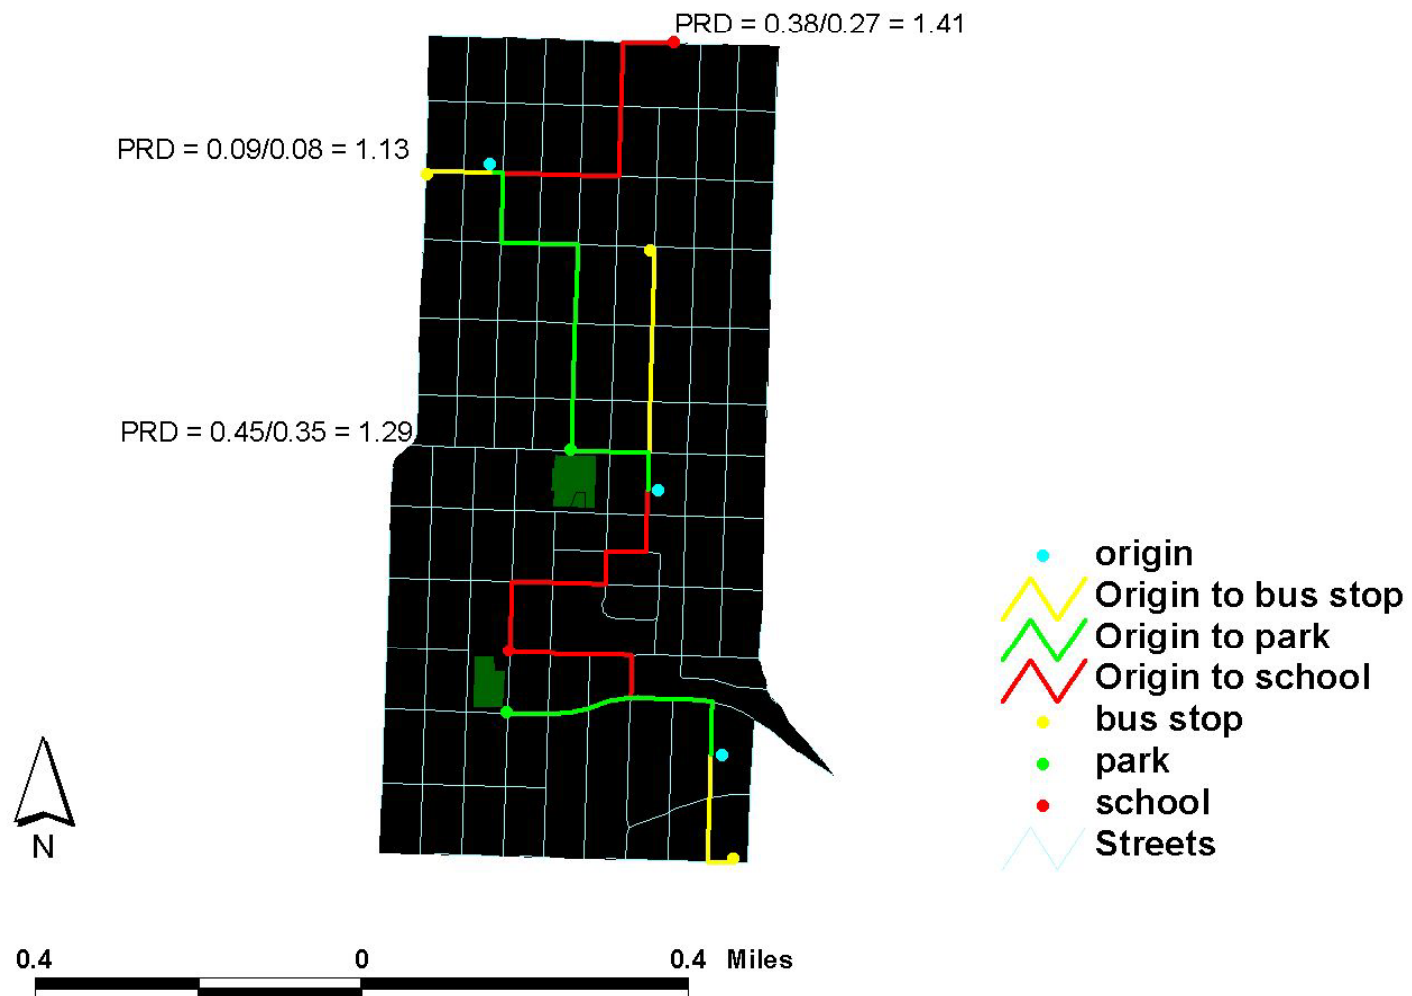 PRD = 0.38/0.27 = 1.41
PRD = 0.09/0.08 = 1.13
PRD = 0.45/0.35 = 1.29
origin
Origin to bus stop
Origin to park
Origin to school
bus stop
park
school
Streets
N
0.4 0 0.4 Miles